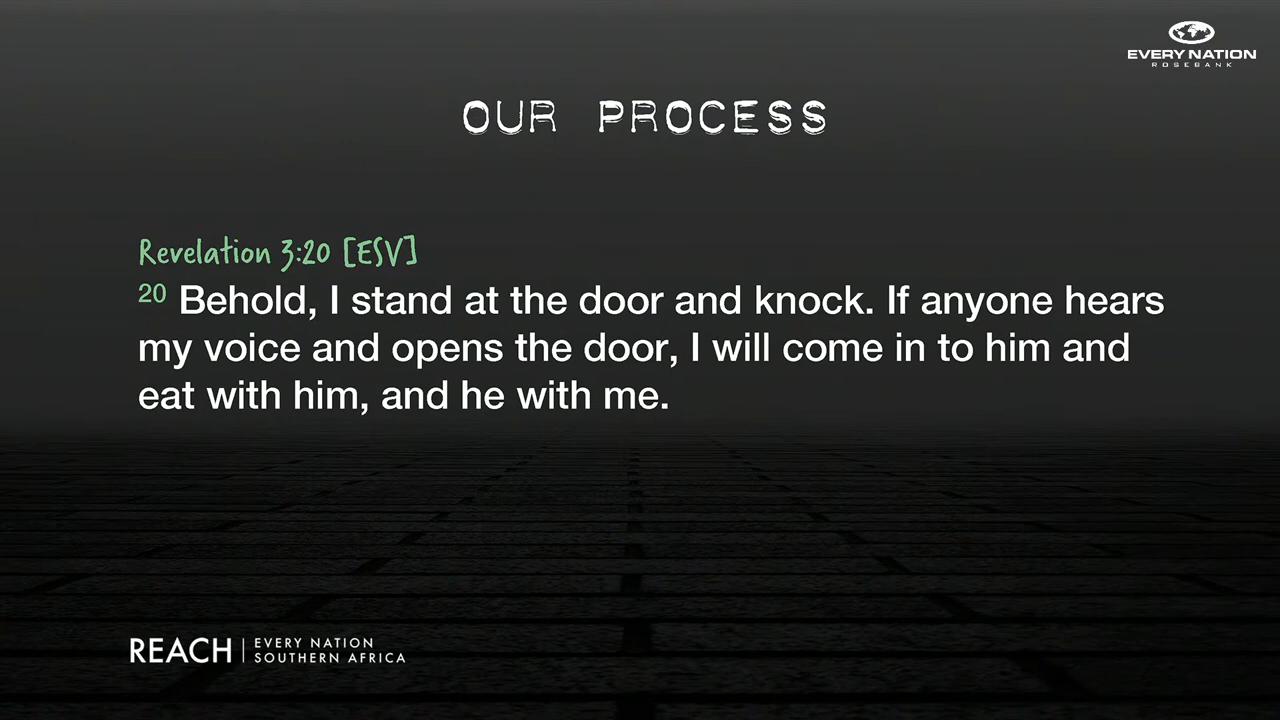 EVERY NATION
ROSEBANK
OUR PROCESS
Revelation 3:20 [ESV]
20 Behold, I stand at the door and knock. If anyone hears
my voice and opens the door, I will come in to him and
eat with him, and he with me.
REACH | EVERY NATION
SOUTHERN AFRICA